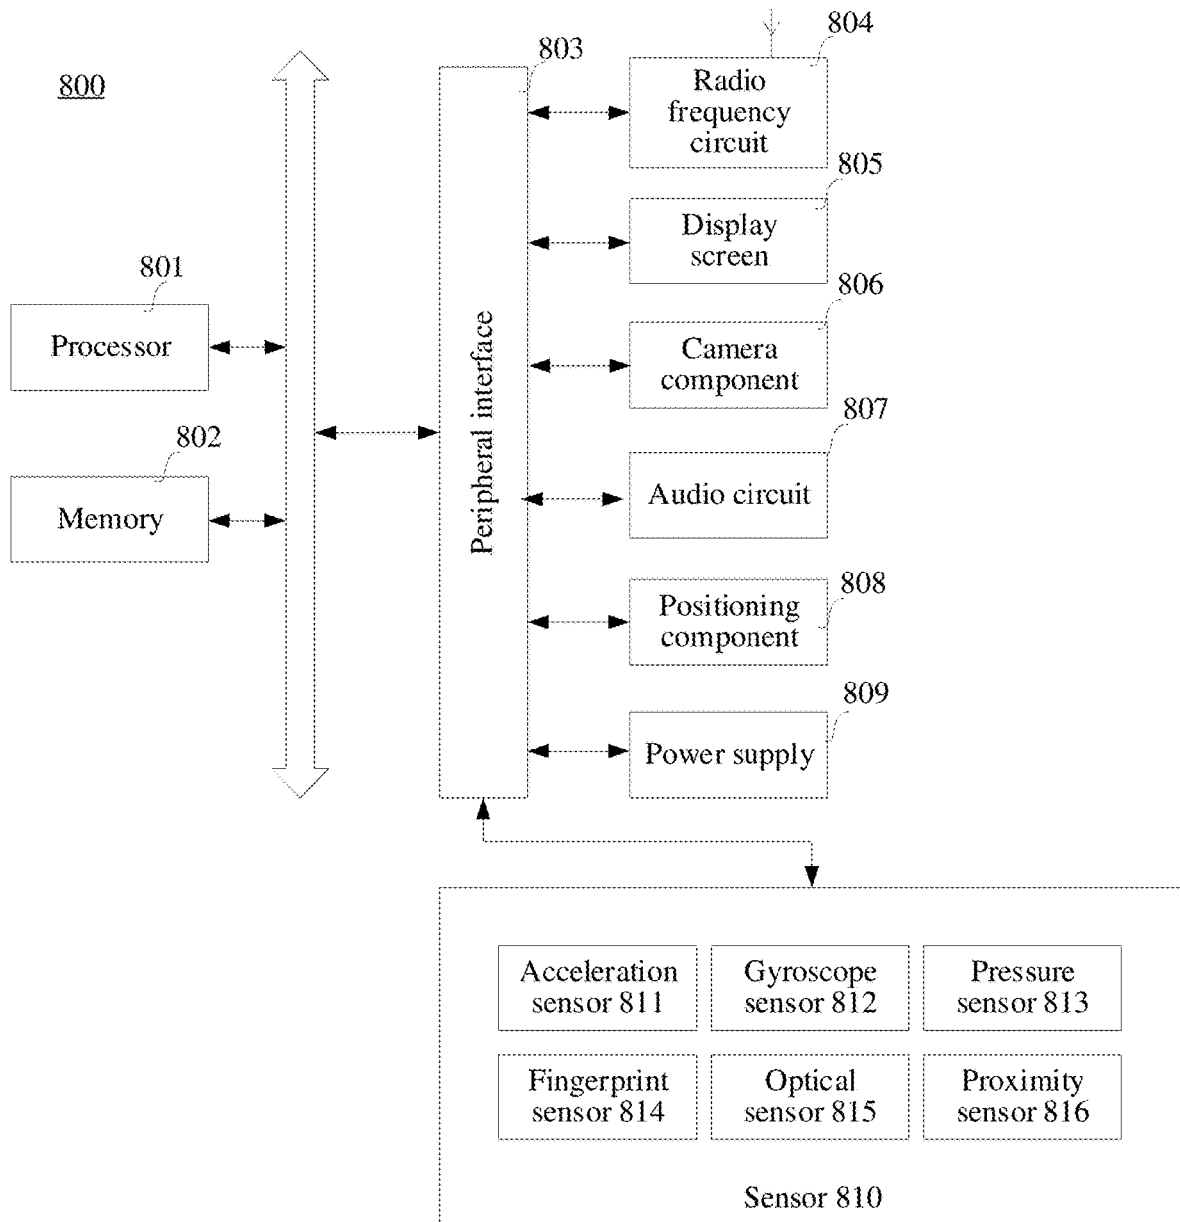 800
803
804
Radio
frequency
circuit
805
Display
screen
801
Processor
806
Camera
component
802
Memory
Peripheral interface
807
Audio circuit
808
Positioning
component
809
Power supply
Acceleration
sensor 811
Gyroscope
sensor 812
Pressure
sensor 813
Fingerprint
sensor 814
Optical
sensor 815
Proximity
sensor 816
Sensor 810